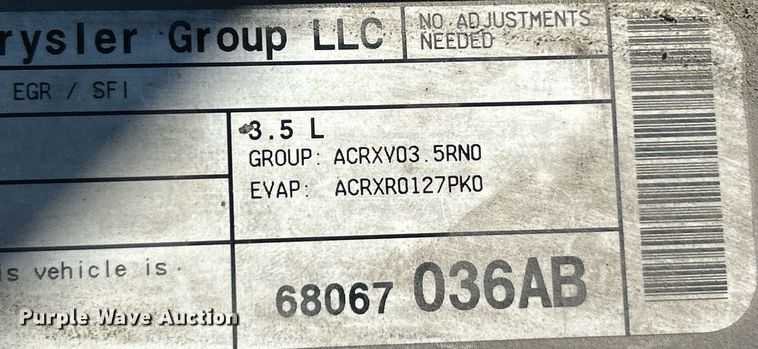 rysler Group LLC
NO ADJUSTMENTS
NEEDED
EGR / SFI
3.5 L
GROUP: ACRXV03.5RN0
EVAP: ACRXR0127PK0
is vehicle is
68067 036AB
Purple Wave Auction